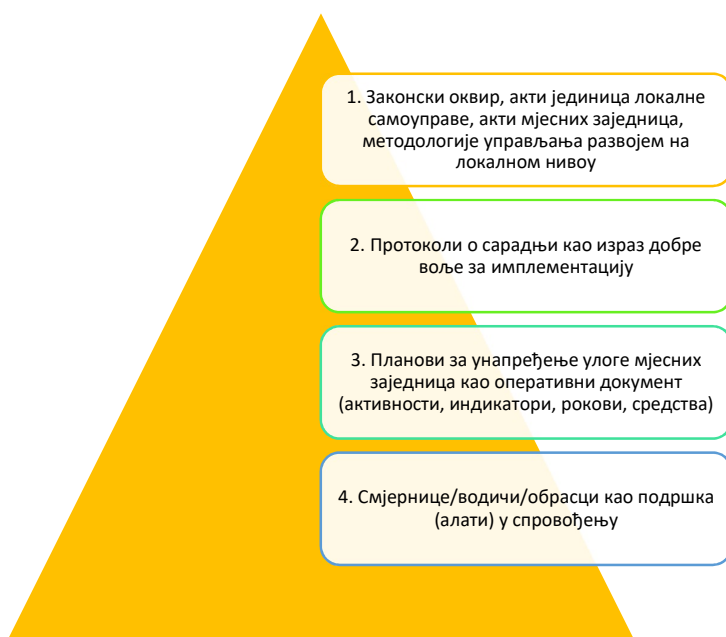 1. Законски оквир, акти јединица локалне
самоуправе, акти мјесних заједница,
методологије управљања развојем на
локалном нивоу
2. Протоколи о сарадњи као израз добре
воље за имплементацију
3. Планови за унапређење улоге мјесних
заједница као оперативни документ
(активности, индикатори, рокови, средства)
4. Смјернице/водичи/обрасци као подршка
(алати) у спровођењу